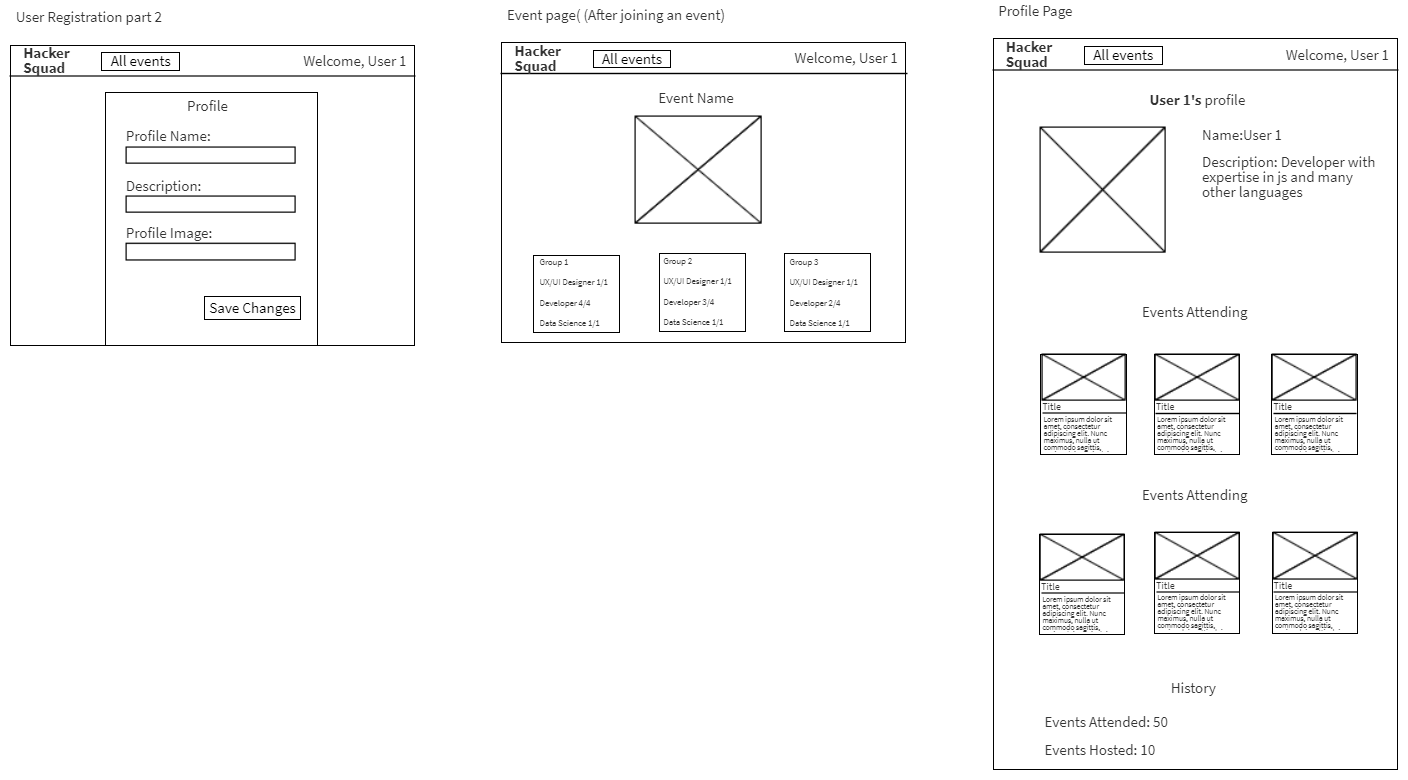 User Registration part 2
Hacker
Squad
All events
Welcome, User 1
Profile
Profile Name:
Description:
Profile Image:
Save Changes
Event page( (After joining an event)
Hacker
Squad
All events
Welcome, User 1
Event Name
Group 1
UX/UI Designer 1/1
Developer 4/4
Data Science 1/1
Group 2
UX/UI Designer 1/1
Developer 3/4
Data Science 1/1
Group 3
UX/UI Designer 1/1
Developer 2/4
Data Science 1/1
Profile Page
Hacker
Squad
All events
Welcome, User 1
User 1's profile
Name:User 1
Description: Developer with
expertise in js and many
other languages
Events Attending
Title
Lorem ipsum dolor sit
amet, consectetur
adipiscing elit. Nunc
maximus, nulla ut
commodo sagittis,
Title
Lorem ipsum dolor sit
amet, consectetur
adipiscing elit. Nunc
maximus, nulla ut
commodo sagittis,
Title
Lorem ipsum dolor sit
amet, consectetur
adipiscing elit. Nunc
maximus, nulla ut
commodo sagittis,
Events Attending
Title
Lorem ipsum dolor sit
amet, consectetur
adipiscing elit. Nunc
maximus, nulla ut
commodo sagittis,
Title
Lorem ipsum dolor sit
amet, consectetur
adipiscing elit. Nunc
maximus, nulla ut
commodo sagittis,
Title
Lorem ipsum dolor sit
amet, consectetur
adipiscing elit. Nunc
maximus, nulla ut
commodo sagittis,
History
Events Attended: 50
Events Hosted: 10